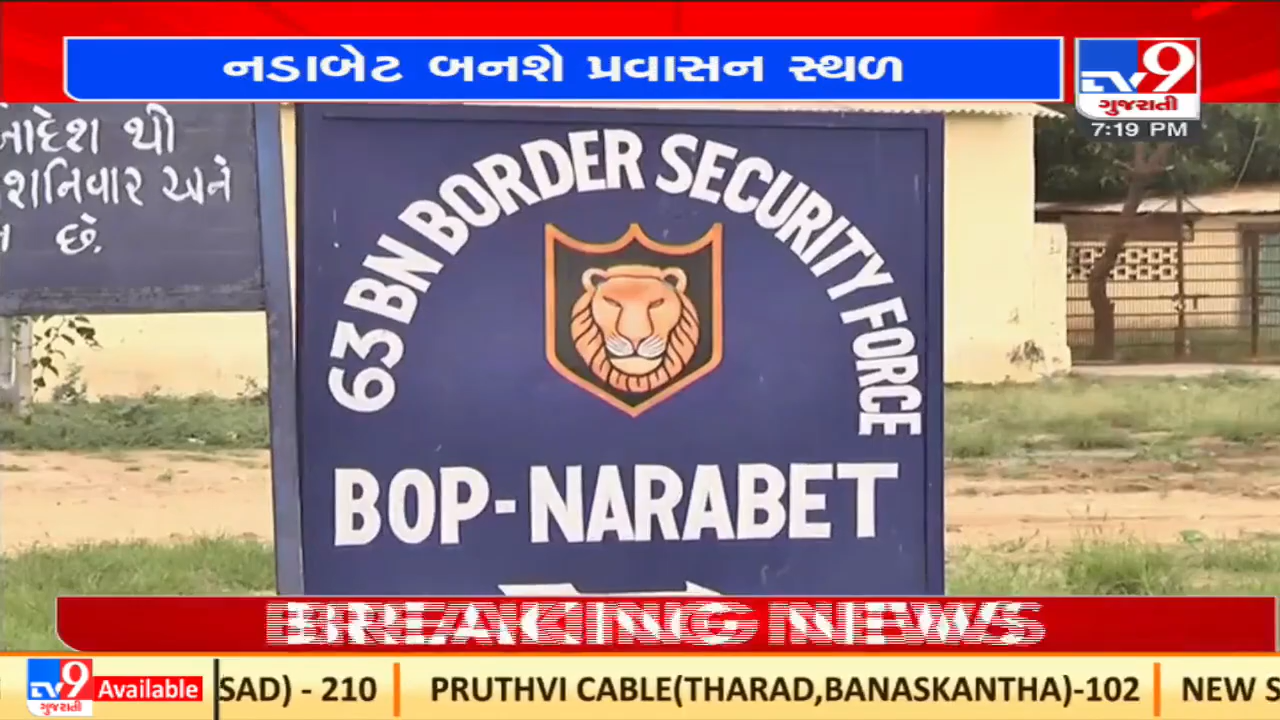 નડાબેટ બનશે પ્રવાસન સ્થળ
TV9
ગુજરાતી
7:19 PM
થી
શનિવાર અને
છે.
63 BN BORDER SECURITY FORCE
BOP-NARABET
BREAKING NEWS
TV9
ગુજરાતી
Available
SAD) - 210 | PRUTHVI CABLE(THARAD,BANASKANTHA)-102 | NEW S